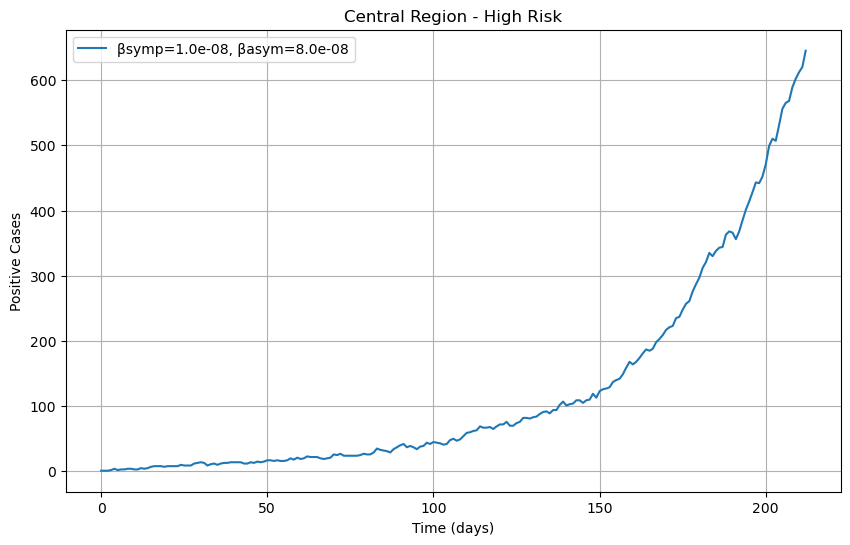 Central Region - High Risk
βsymp=1.0e-08, βasym=8.0e-08
Positive Cases
600
500
400
300
200
100
0
0 50 100 150 200
Time (days)